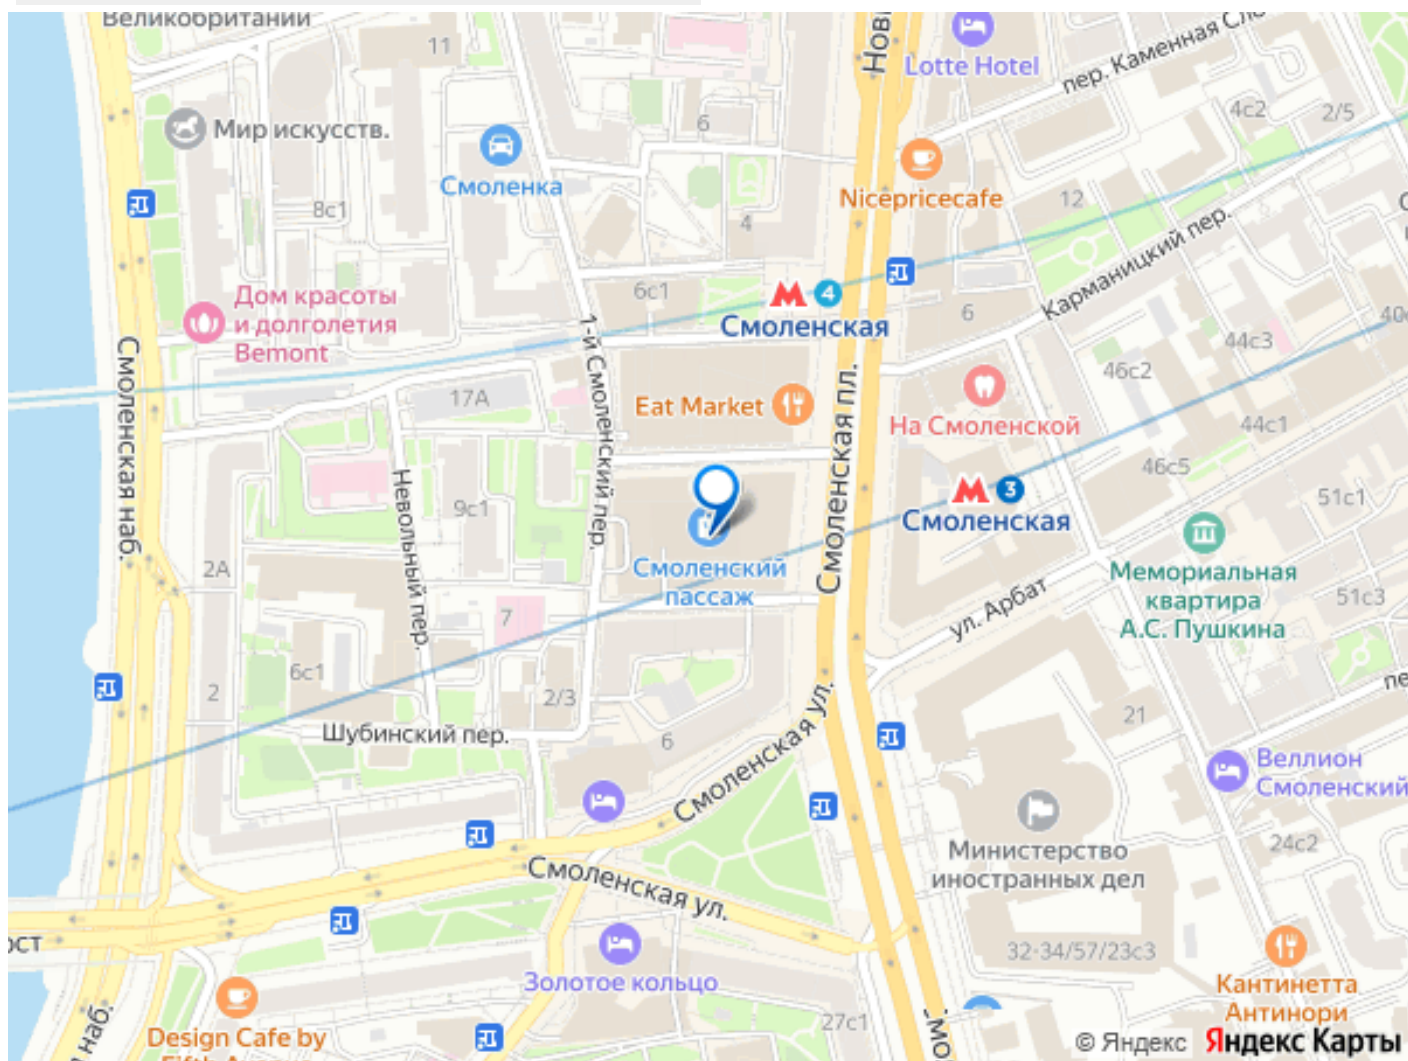 Великобритании
11
Мир искусств.
Смоленка
6
8с1
4
Lotte Hotel
пер. Каменная
4с2
2/5
Nicepricecafe
12
Карманицкий пер.
Дом красоты
и долголетия
Bemont
6с1
4
Смоленская
6
44с3
46с2
17А
1-й Смоленский пер.
Eat Market
На Смоленской
44с1
Смоленская наб.
Невольный пер.
9с1
Смоленская пл.
3
Смоленская
46с5
51с1
2А
Смоленский
пассаж
Мемориальная
квартира
А.С. Пушкина
51с3
7
ул. Арбат
6с1
2
2/3
Шубинский пер.
6
Смоленская ул.
21
Веллион
Смоленский
Министерство
иностранных дел
24с2
Смоленская ул.
Золотое кольцо
32-34/57/23с3
Кантинетта
Антинори
Design Cafe by
27с1
наб.
© Яндекс Яндекс Карты